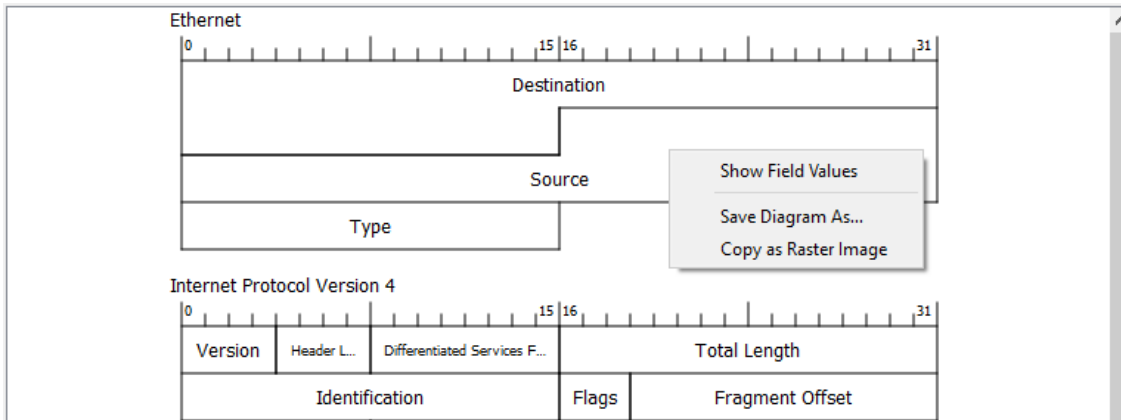 Ethernet
0 15 16 31
Destination
Source
Type
Show Field Values
Save Diagram As...
Copy as Raster Image
Internet Protocol Version 4
0 15 16 31
Version Header L... Differentiated Services F... Total Length
Identification Flags Fragment Offset